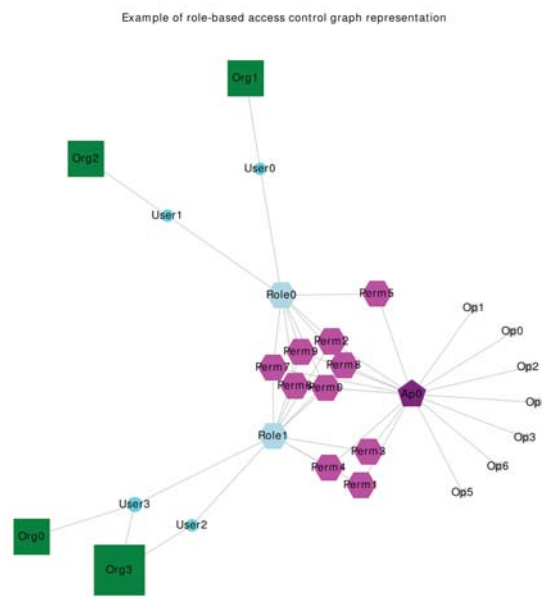 Example of role-based access control graph representation
Org1
Org2
User0
User1
Role0
Perm5
Op1
Op0
Perm2
Perm9
Perm8
Perm7
Op2
Perm6
Perm0
Ap0
Op
Role1
Op3
Perm3
Perm4
Op6
Perm1
Op5
User3
User2
Org0
Org3